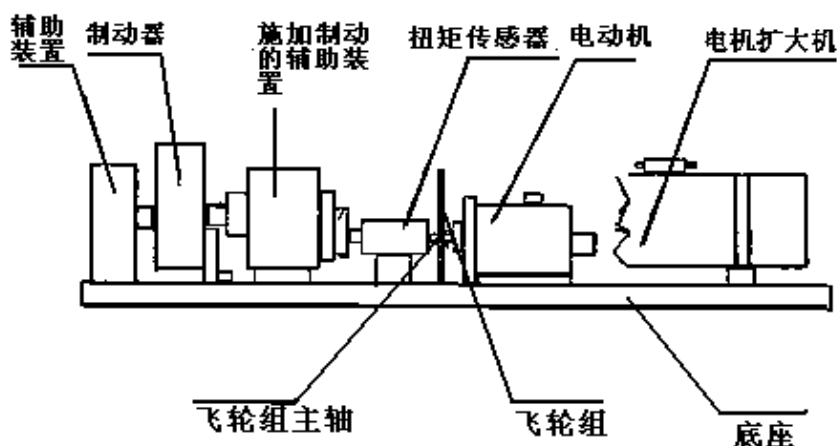 辅助
装置
制动器
施加制动
的辅助装
置
扭矩传感器
电动机
电机扩大机
飞轮组主轴
飞轮组
底座